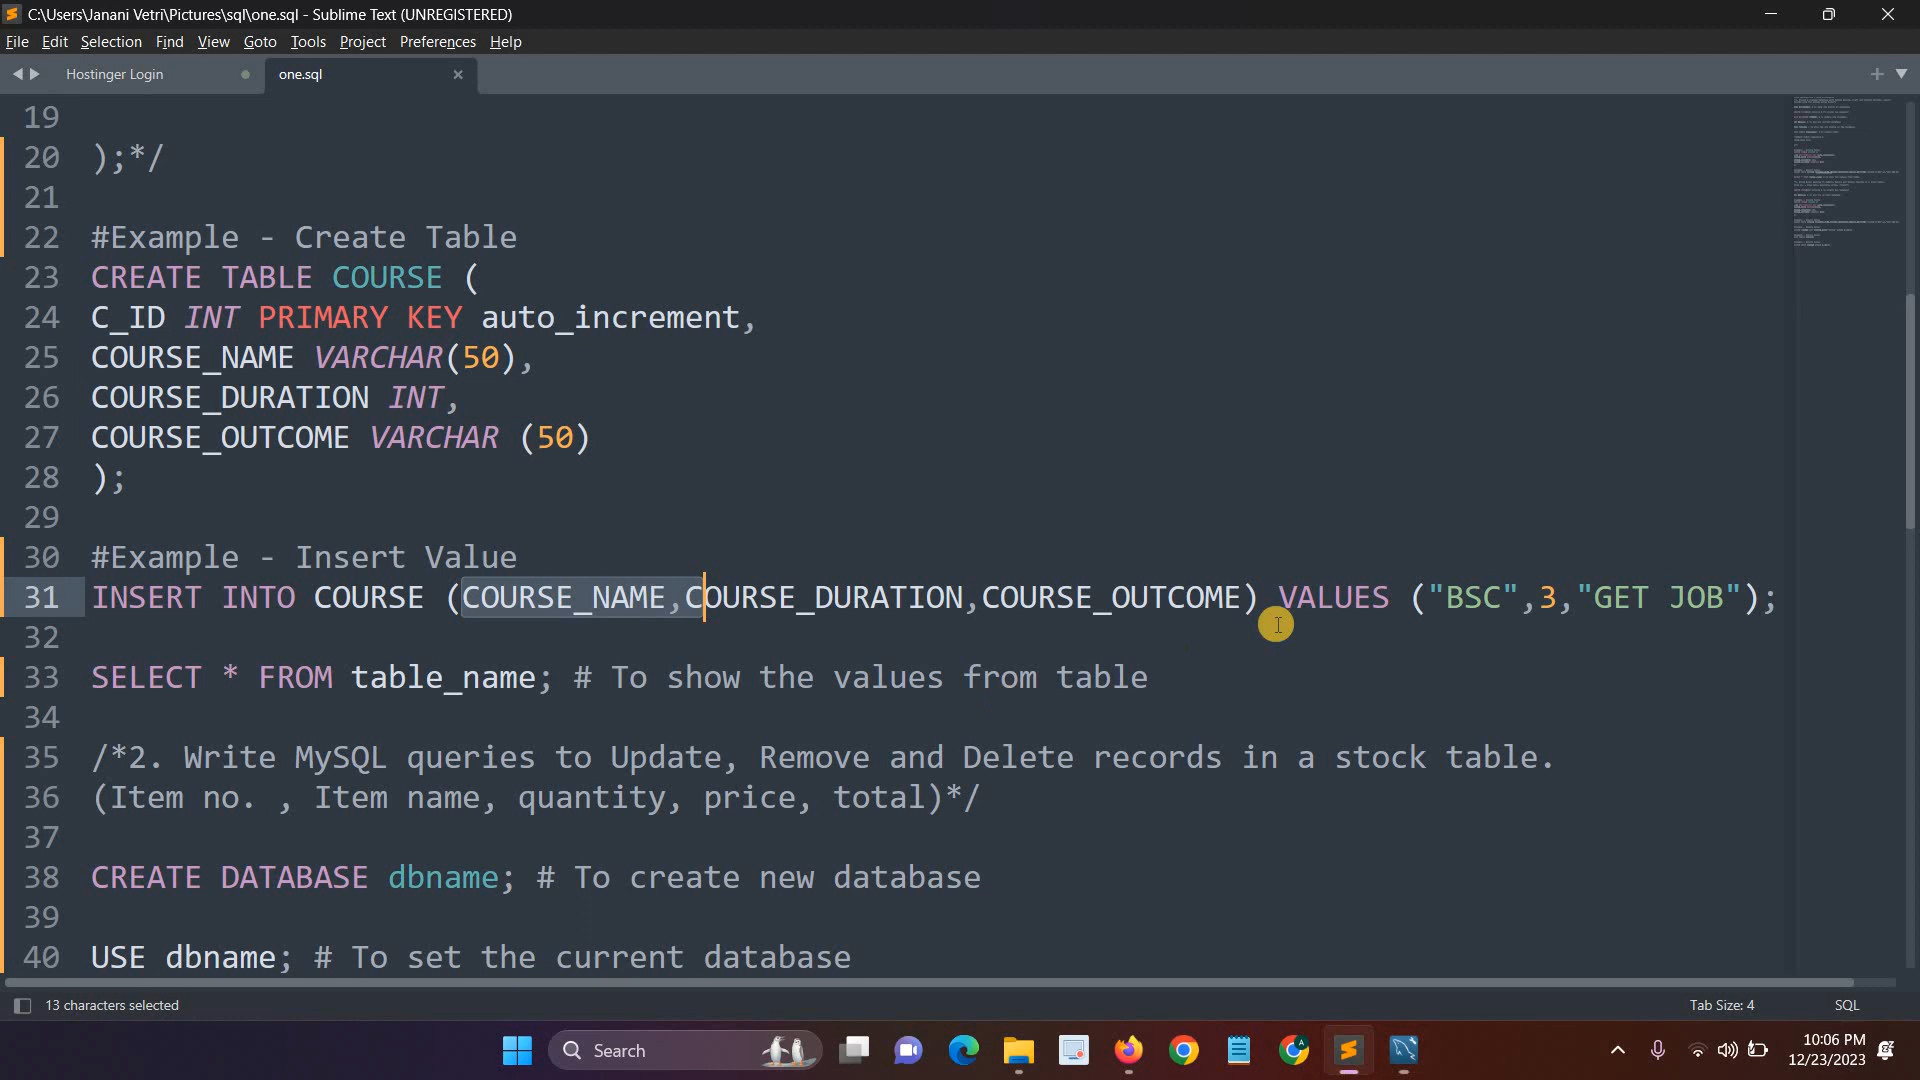 C:\Users\Janani Vetri\Pictures\sql\one.sql - Sublime Text (UNREGISTERED)
File Edit Selection Find View Goto Tools Project Preferences Help
Hostinger Login one.sql
19
20 );*/
21
22 #Example - Create Table
23 CREATE TABLE COURSE (
24 C_ID INT PRIMARY KEY auto_increment,
25 COURSE_NAME VARCHAR(50),
26 COURSE_DURATION INT,
27 COURSE_OUTCOME VARCHAR (50)
28 );
29
30 #Example - Insert Value
31 INSERT INTO COURSE (COURSE_NAME,COURSE_DURATION,COURSE_OUTCOME) VALUES ("BSC",3,"GET JOB");
32
33 SELECT * FROM table_name; # To show the values from table
34
35 /*2. Write MySQL queries to Update, Remove and Delete records in a stock table.
36 (Item no. , Item name, quantity, price, total)*/
37
38 CREATE DATABASE dbname; # To create new database
39
40 USE dbname; # To set the current database
13 characters selected Tab Size: 4 SQL
Search
10:06 PM
12/23/2023